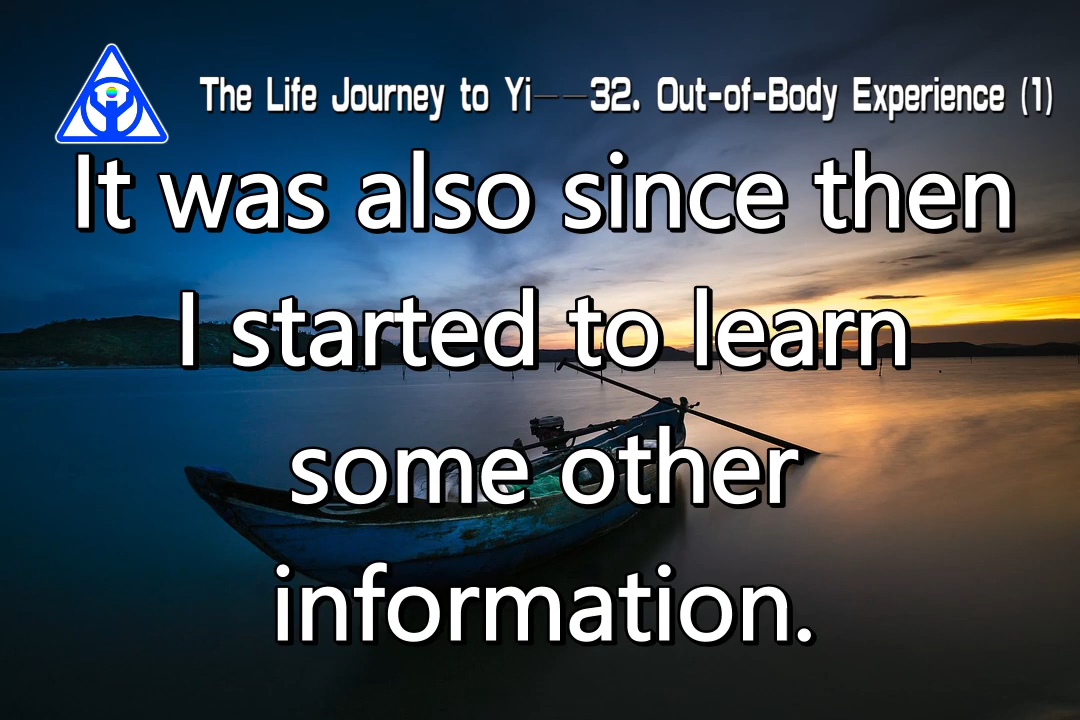 The Life Journey to Yi——32. Out-of-Body Experience (1)
It was also since then
I started to learn
some other
information.